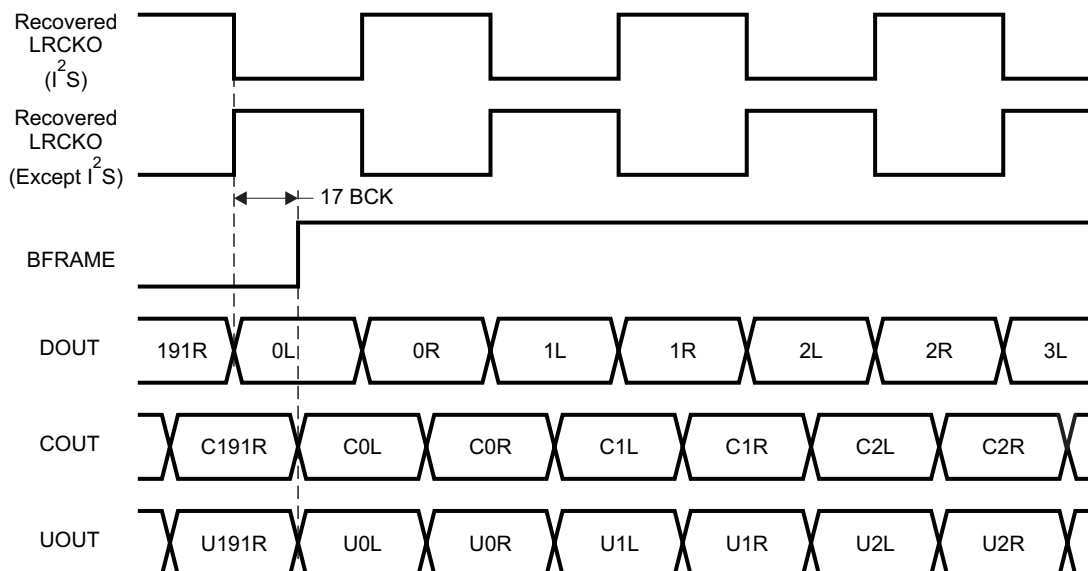 Recovered
LRCKO
(I²S)
Recovered
LRCKO
(Except I²S)
17 BCK
BFRAME
DOUT
191R 0L 0R 1L 1R 2L 2R 3L
COUT
C191R C0L C0R C1L C1R C2L C2R
UOUT
U191R U0L U0R U1L U1R U2L U2R